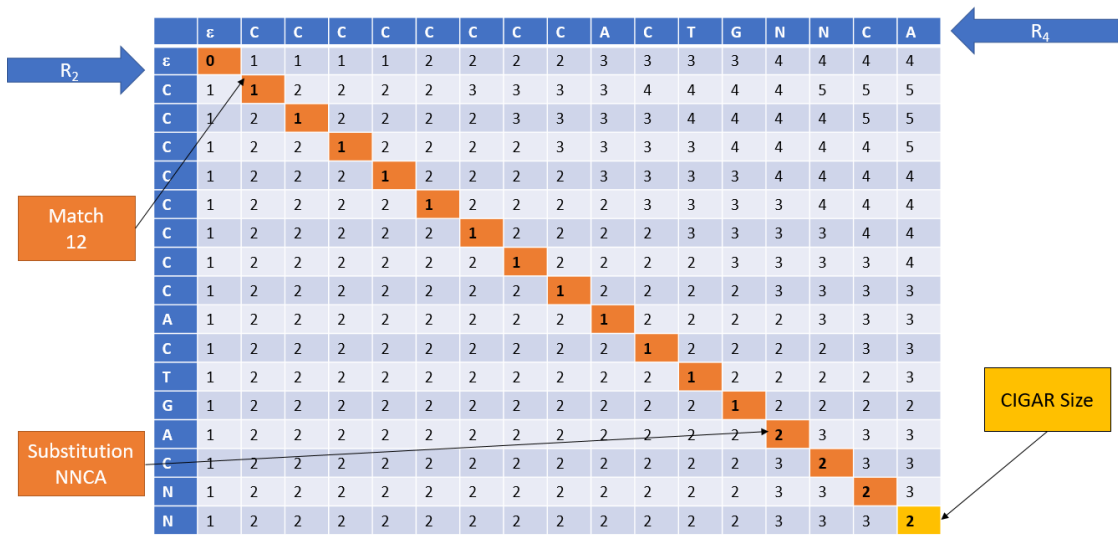 ε C C C C C C C C A C T G N N C A
R4
R2
ε 0 1 1 1 1 2 2 2 2 3 3 3 3 4 4 4 4
C 1 1 2 2 2 2 3 3 3 3 4 4 4 4 5 5 5
C 1 2 1 2 2 2 2 3 3 3 3 4 4 4 4 5 5
C 1 2 2 1 2 2 2 2 3 3 3 3 4 4 4 4 5
C 1 2 2 2 1 2 2 2 2 3 3 3 3 4 4 4 4
C 1 2 2 2 2 1 2 2 2 2 3 3 3 3 4 4 4
C 1 2 2 2 2 2 1 2 2 2 2 3 3 3 3 4 4
C 1 2 2 2 2 2 2 1 2 2 2 2 3 3 3 3 4
C 1 2 2 2 2 2 2 2 1 2 2 2 2 3 3 3 3
A 1 2 2 2 2 2 2 2 2 1 2 2 2 2 3 3 3
C 1 2 2 2 2 2 2 2 2 2 1 2 2 2 2 3 3
T 1 2 2 2 2 2 2 2 2 2 2 1 2 2 2 2 3
G 1 2 2 2 2 2 2 2 2 2 2 2 1 2 2 2 2
A 1 2 2 2 2 2 2 2 2 2 2 2 2 2 3 3 3
C 1 2 2 2 2 2 2 2 2 2 2 2 2 3 2 3 3
N 1 2 2 2 2 2 2 2 2 2 2 2 2 3 3 2 3
N 1 2 2 2 2 2 2 2 2 2 2 2 2 3 3 3 2
Match
12
Substitution
NNCA
CIGAR Size